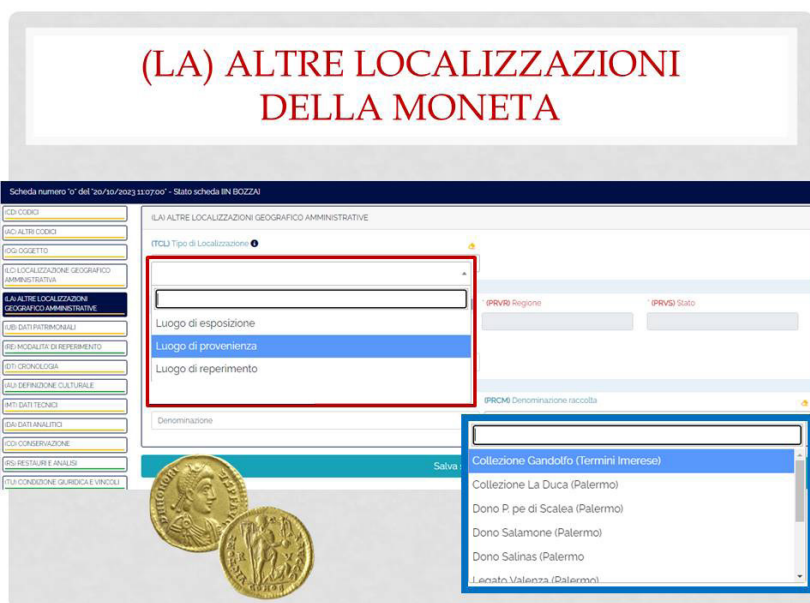 (LA) ALTRE LOCALIZZAZIONI
DELLA MONETA
Scheda numero "0" del "20/10/2023 11:07:00" - Stato scheda [IN BOZZA]
(CD) CODICI
(AC) ALTRI CODICI
(OG) OGGETTO
(LC) LOCALIZZAZIONE GEOGRAFICO
AMMINISTRATIVA
(LA) ALTRE LOCALIZZAZIONI
GEOGRAFICO AMMINISTRATIVE
(UB) DATI PATRIMONIALI
(RE) MODALITA' DI REPERIMENTO
(DT) CRONOLOGIA
(AU) DEFINIZIONE CULTURALE
(MT) DATI TECNICI
(DA) DATI ANALITICI
(CO) CONSERVAZIONE
(RS) RESTAURI E ANALISI
(TU) CONDIZIONE GIURIDICA E VINCOLI
(LA) ALTRE LOCALIZZAZIONI GEOGRAFICO AMMINISTRATIVE
(TCL) Tipo di Localizzazione
Luogo di esposizione
Luogo di provenienza
Luogo di reperimento
* (PRVR) Regione
* (PRVS) Stato
(PRCM) Denominazione raccolta
Denominazione
Salva
Collezione Gandolfo (Termini Imerese)
Collezione La Duca (Palermo)
Dono P. pe di Scalea (Palermo)
Dono Salamone (Palermo)
Dono Salinas (Palermo
Legato Valenza (Palermo)